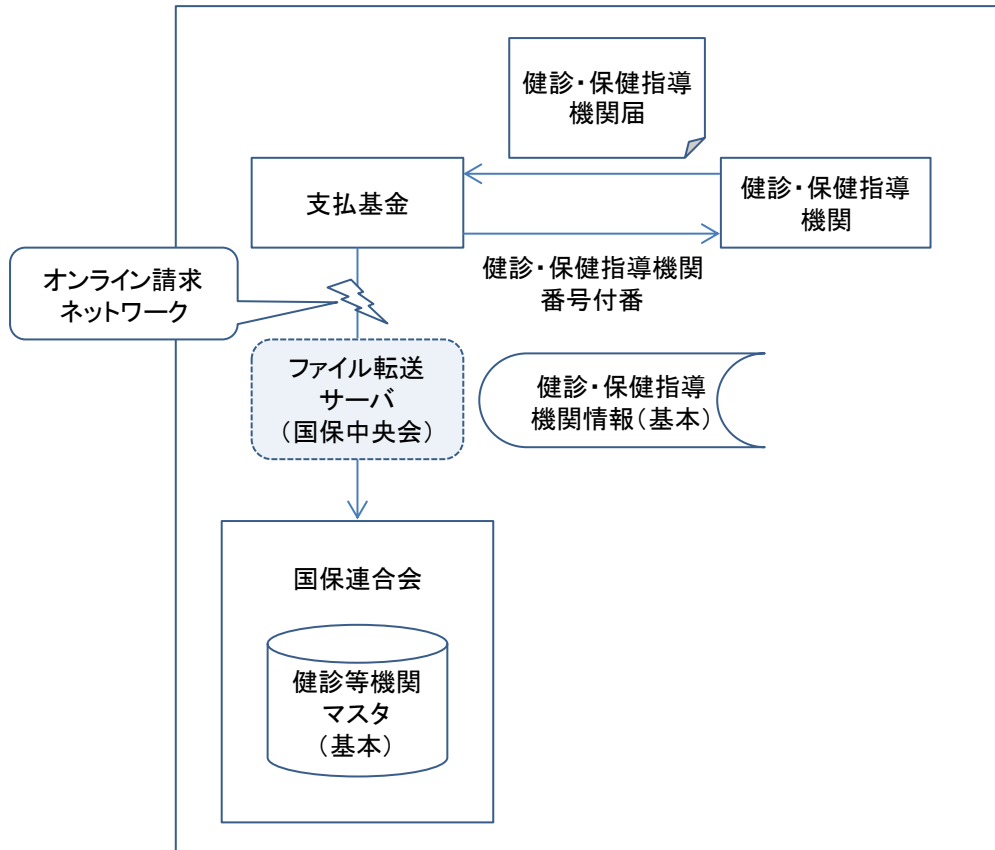 健診・保健指導
機関届
支払基金
健診・保健指導
機関
健診・保健指導機関
番号付番
オンライン請求
ネットワーク
ファイル転送
サーバ
（国保中央会）
健診・保健指導
機関情報（基本）
国保連合会
健診等機関
マスタ
（基本）